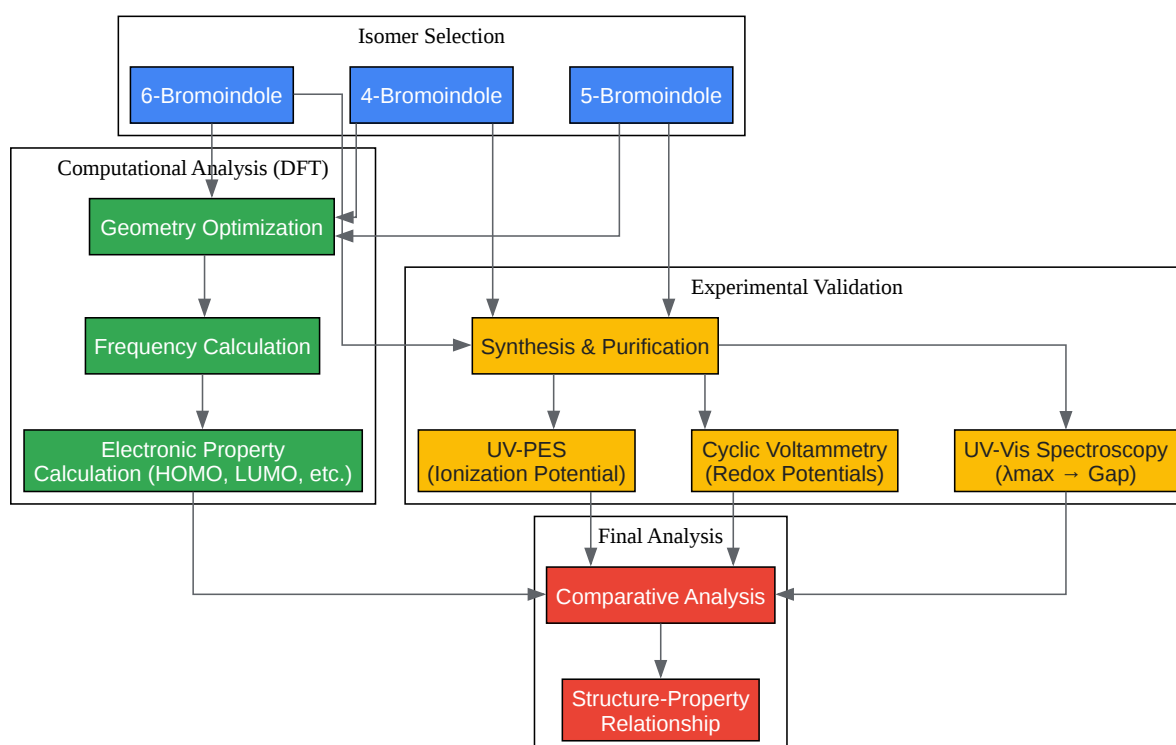 Isomer Selection
6-Bromoindole
4-Bromoindole
5-Bromoindole
Computational Analysis (DFT)
Geometry Optimization
Frequency Calculation
Electronic Property
Calculation (HOMO, LUMO, etc.)
Experimental Validation
Synthesis & Purification
UV-PES
(Ionization Potential)
Cyclic Voltammetry
(Redox Potentials)
UV-Vis Spectroscopy
(λmax → Gap)
Final Analysis
Comparative Analysis
Structure-Property
Relationship